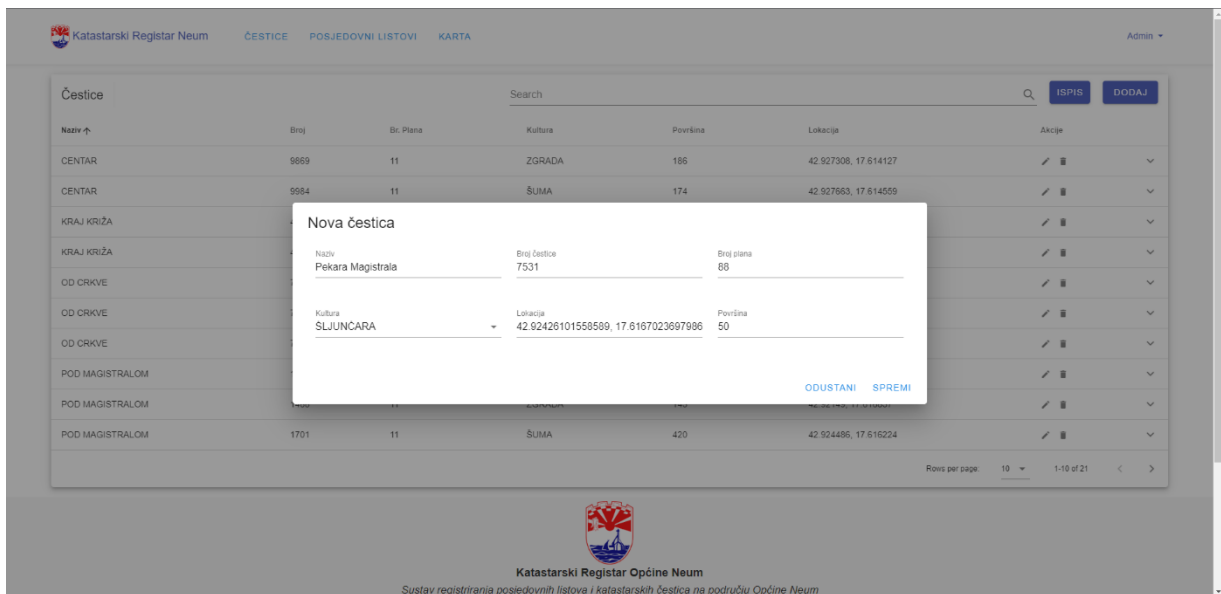 Katastarski Registar Neum ČESTICE POSJEDOVNI LISTOVI KARTA Admin
Čestice Search ISPIS DODAJ
Naziv Broj Br. Plana Kultura Površina Lokacija Akcije
CENTAR 9869 11 ZGRADA 186 42.927308, 17.614127
CENTAR 9984 11 ŠUMA 174 42.927663, 17.614559
KRAJ KRIŽA
KRAJ KRIŽA
OD CRKVE
OD CRKVE
OD CRKVE
POD MAGISTRALOM
POD MAGISTRALOM
POD MAGISTRALOM 1701 11 ŠUMA 420 42.924486, 17.616224
Nova čestica
Naziv Broj čestice Broj plana
Pekara Magistrala 7531 88
Kultura Lokacija Površina
ŠLJUNČARA 42.92426101558589, 17.6167023697986 50
ODUSTANI SPREMI
Rows per page: 10 1-10 of 21
Katastarski Registar Općine Neum
Sustav registriranja posjedovnih listova i katastarskih čestica na području Općine Neum